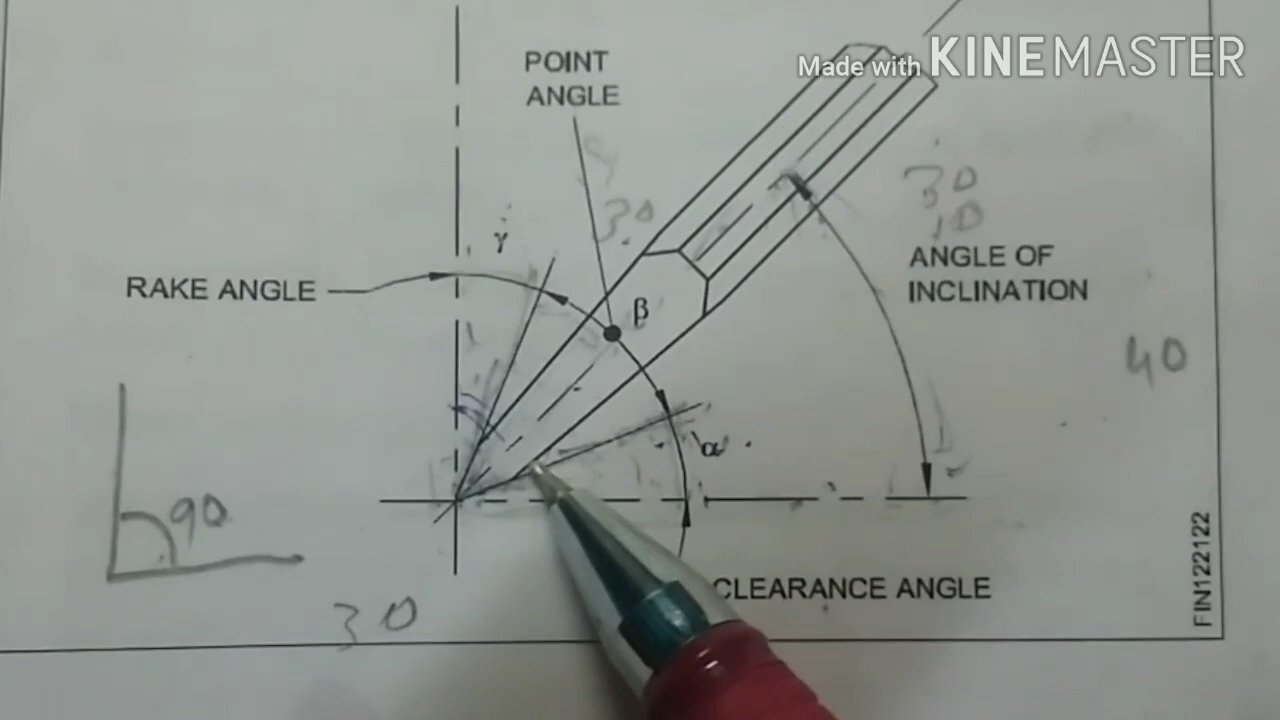 Made with KINEMASTER
POINT
ANGLE
30
γ
30
10
RAKE ANGLE
β
ANGLE OF
INCLINATION
40
α
90
CLEARANCE ANGLE
30
FIN122122